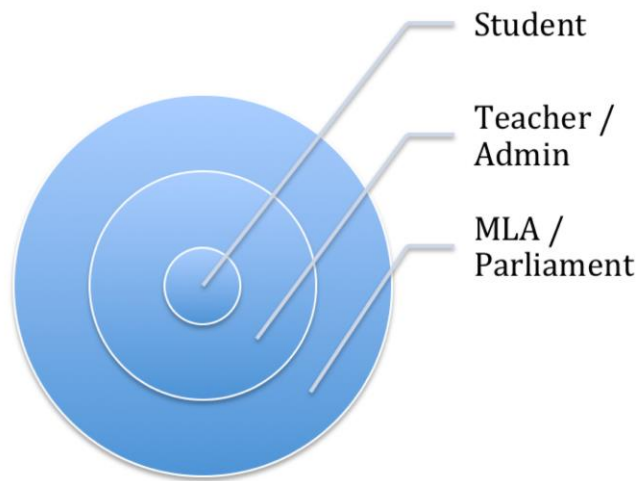 Student
Teacher /
Admin
MLA /
Parliament